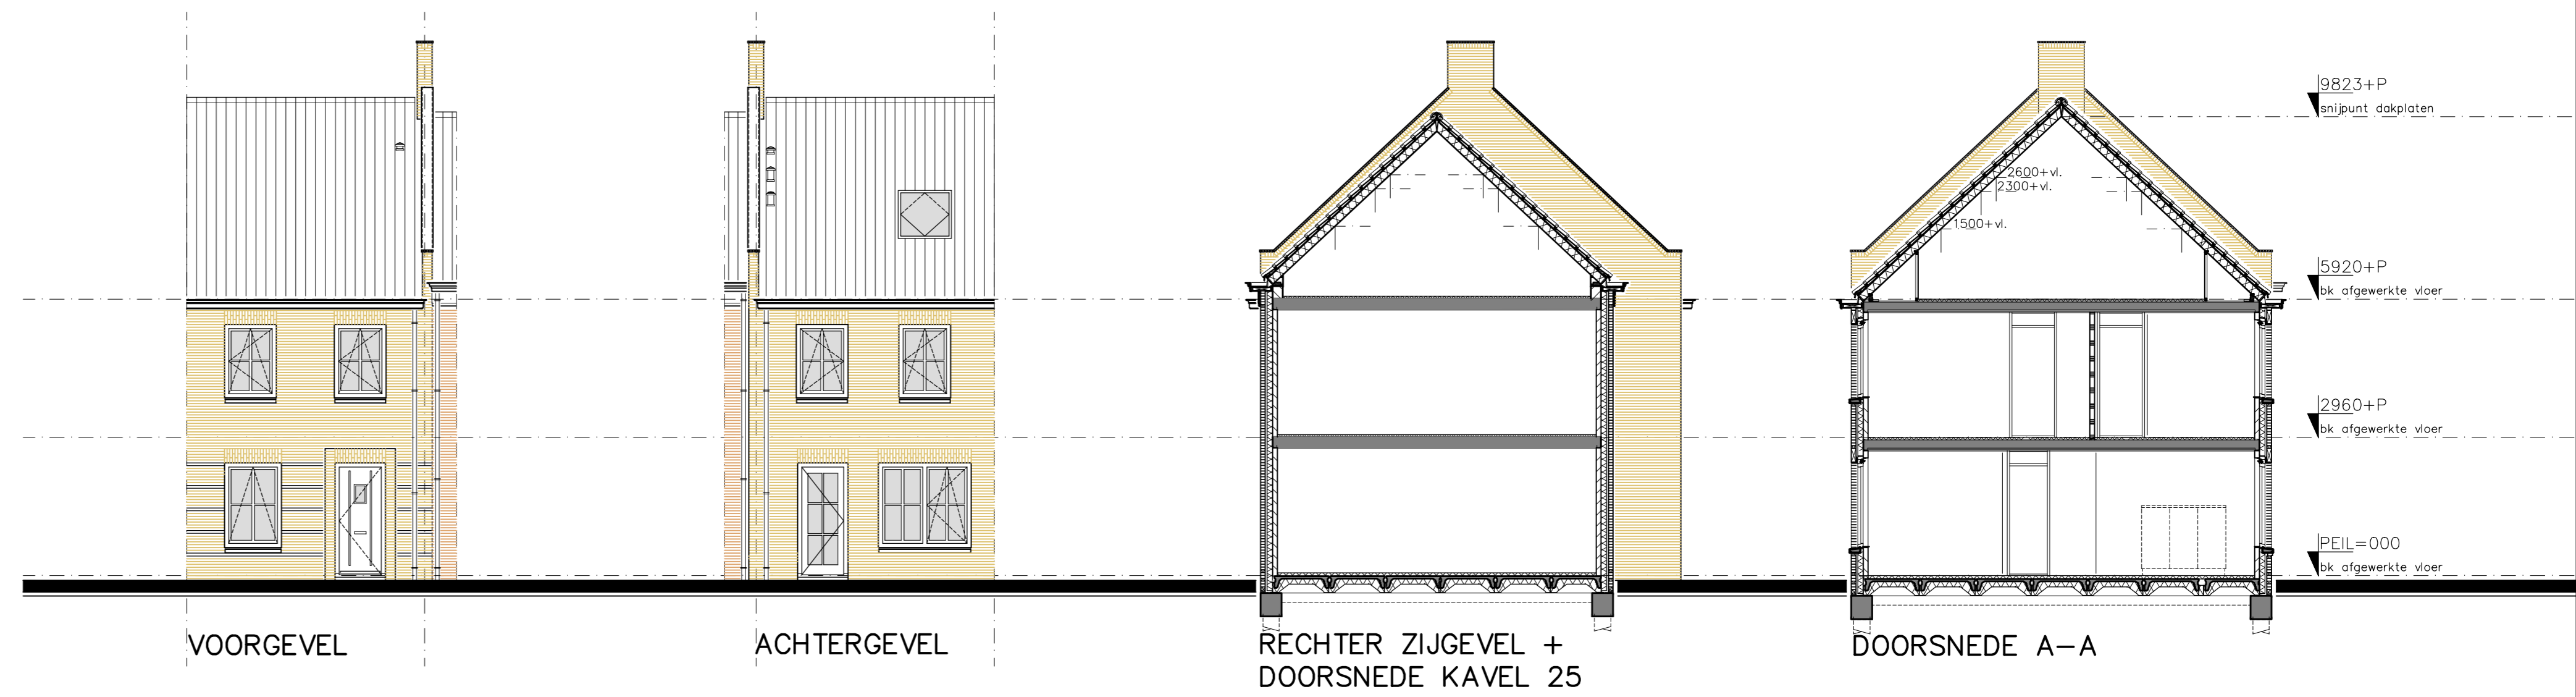 9823+P
snijpunt dakplaten
2600+vl.
2300+vl.
1500+vl.
5920+P
bk afgewerkte vloer
2960+P
bk afgewerkte vloer
PEIL=000
bk afgewerkte vloer
VOORGEVEL
ACHTERGEVEL
RECHTER ZIJGEVEL +
DOORSNEDE KAVEL 25
DOORSNEDE A-A